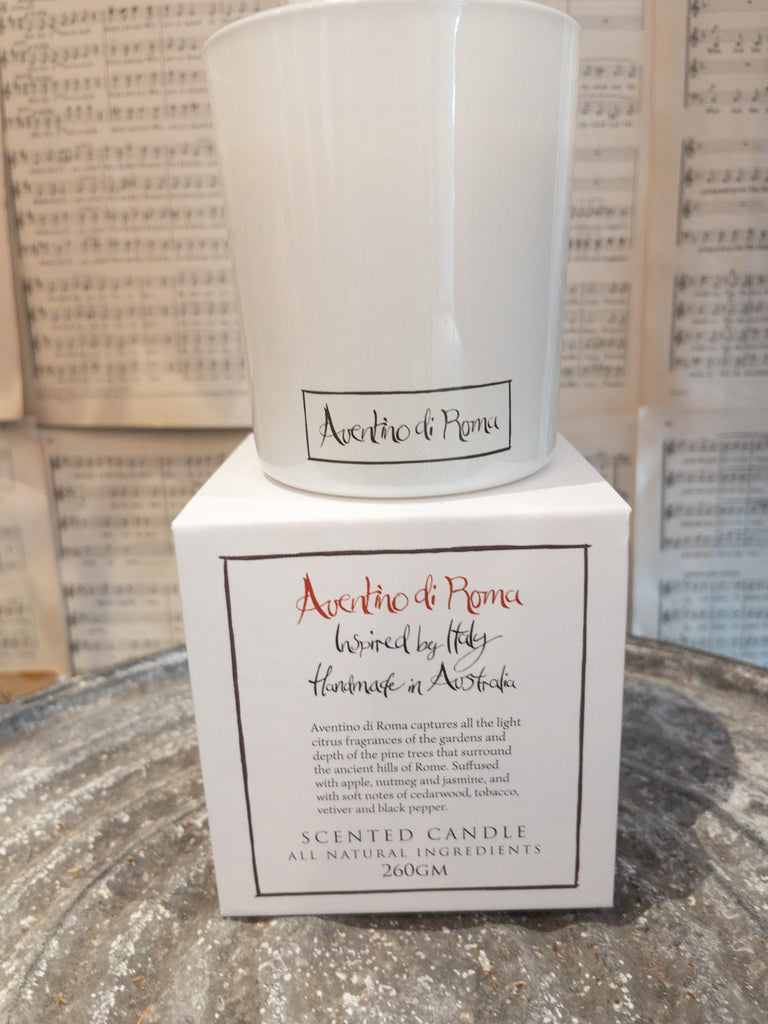 Aventino di Roma
Aventino di Roma
Inspired by Italy
Handmade in Australia
Aventino di Roma captures all the light
citrus fragrances of the gardens and
depth of the pine trees that surround
the ancient hills of Rome. Suffused
with apple, nutmeg and jasmine, and
with soft notes of cedarwood, tobacco,
vetiver and black pepper.
SCENTED CANDLE
ALL NATURAL INGREDIENTS
260GM